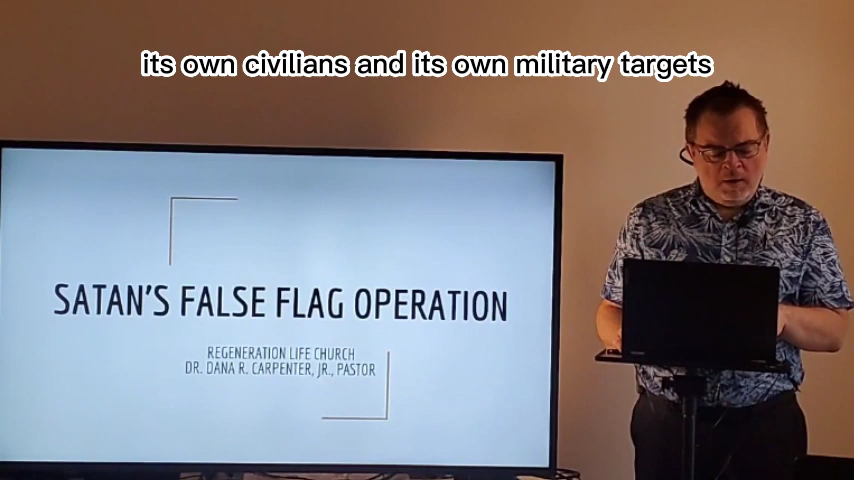 its own civilians and its own military targets
SATAN'S FALSE FLAG OPERATION
REGENERATION LIFE CHURCH
DR. DANA R. CARPENTER, JR., PASTOR